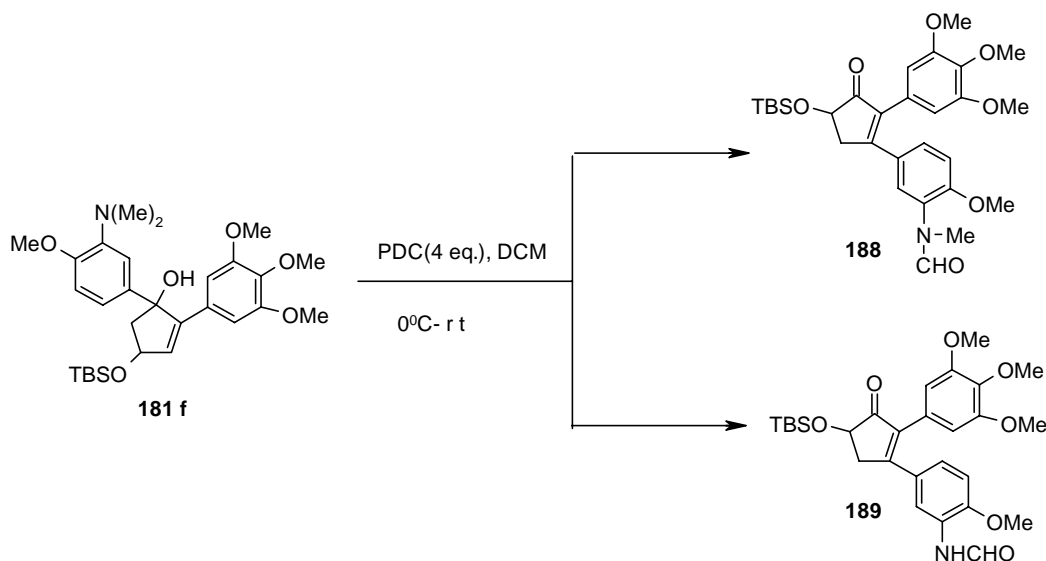 N(Me)2
MeO
OH
OMe
OMe
OMe
TBSO
181 f
PDC(4 eq.), DCM
0⁰C- r t
O
OMe
OMe
OMe
TBSO
OMe
N
Me
CHO
188
O
OMe
OMe
OMe
TBSO
OMe
NHCHO
189